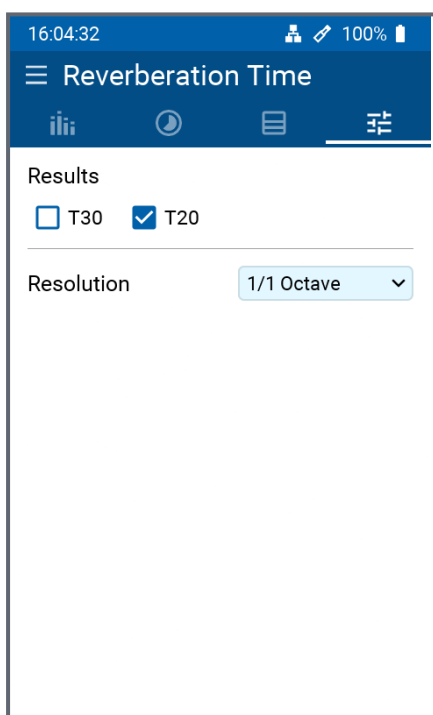 16:04:32 100%
Reverberation Time
Results
T30 T20
Resolution 1/1 Octave